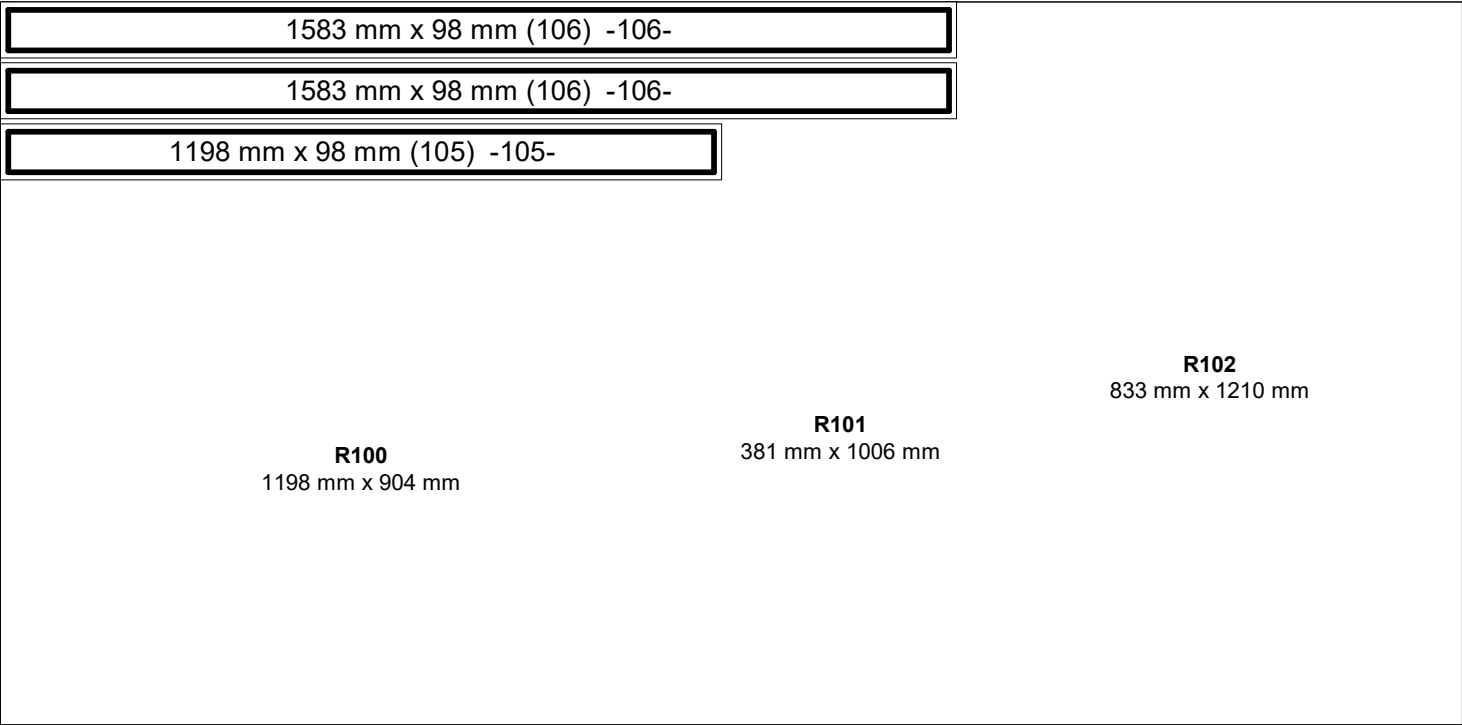 1583 mm x 98 mm (106)  -106-
1583 mm x 98 mm (106)  -106-
1198 mm x 98 mm (105)  -105-
R102
833 mm x 1210 mm
R101
381 mm x 1006 mm
R100
1198 mm x 904 mm